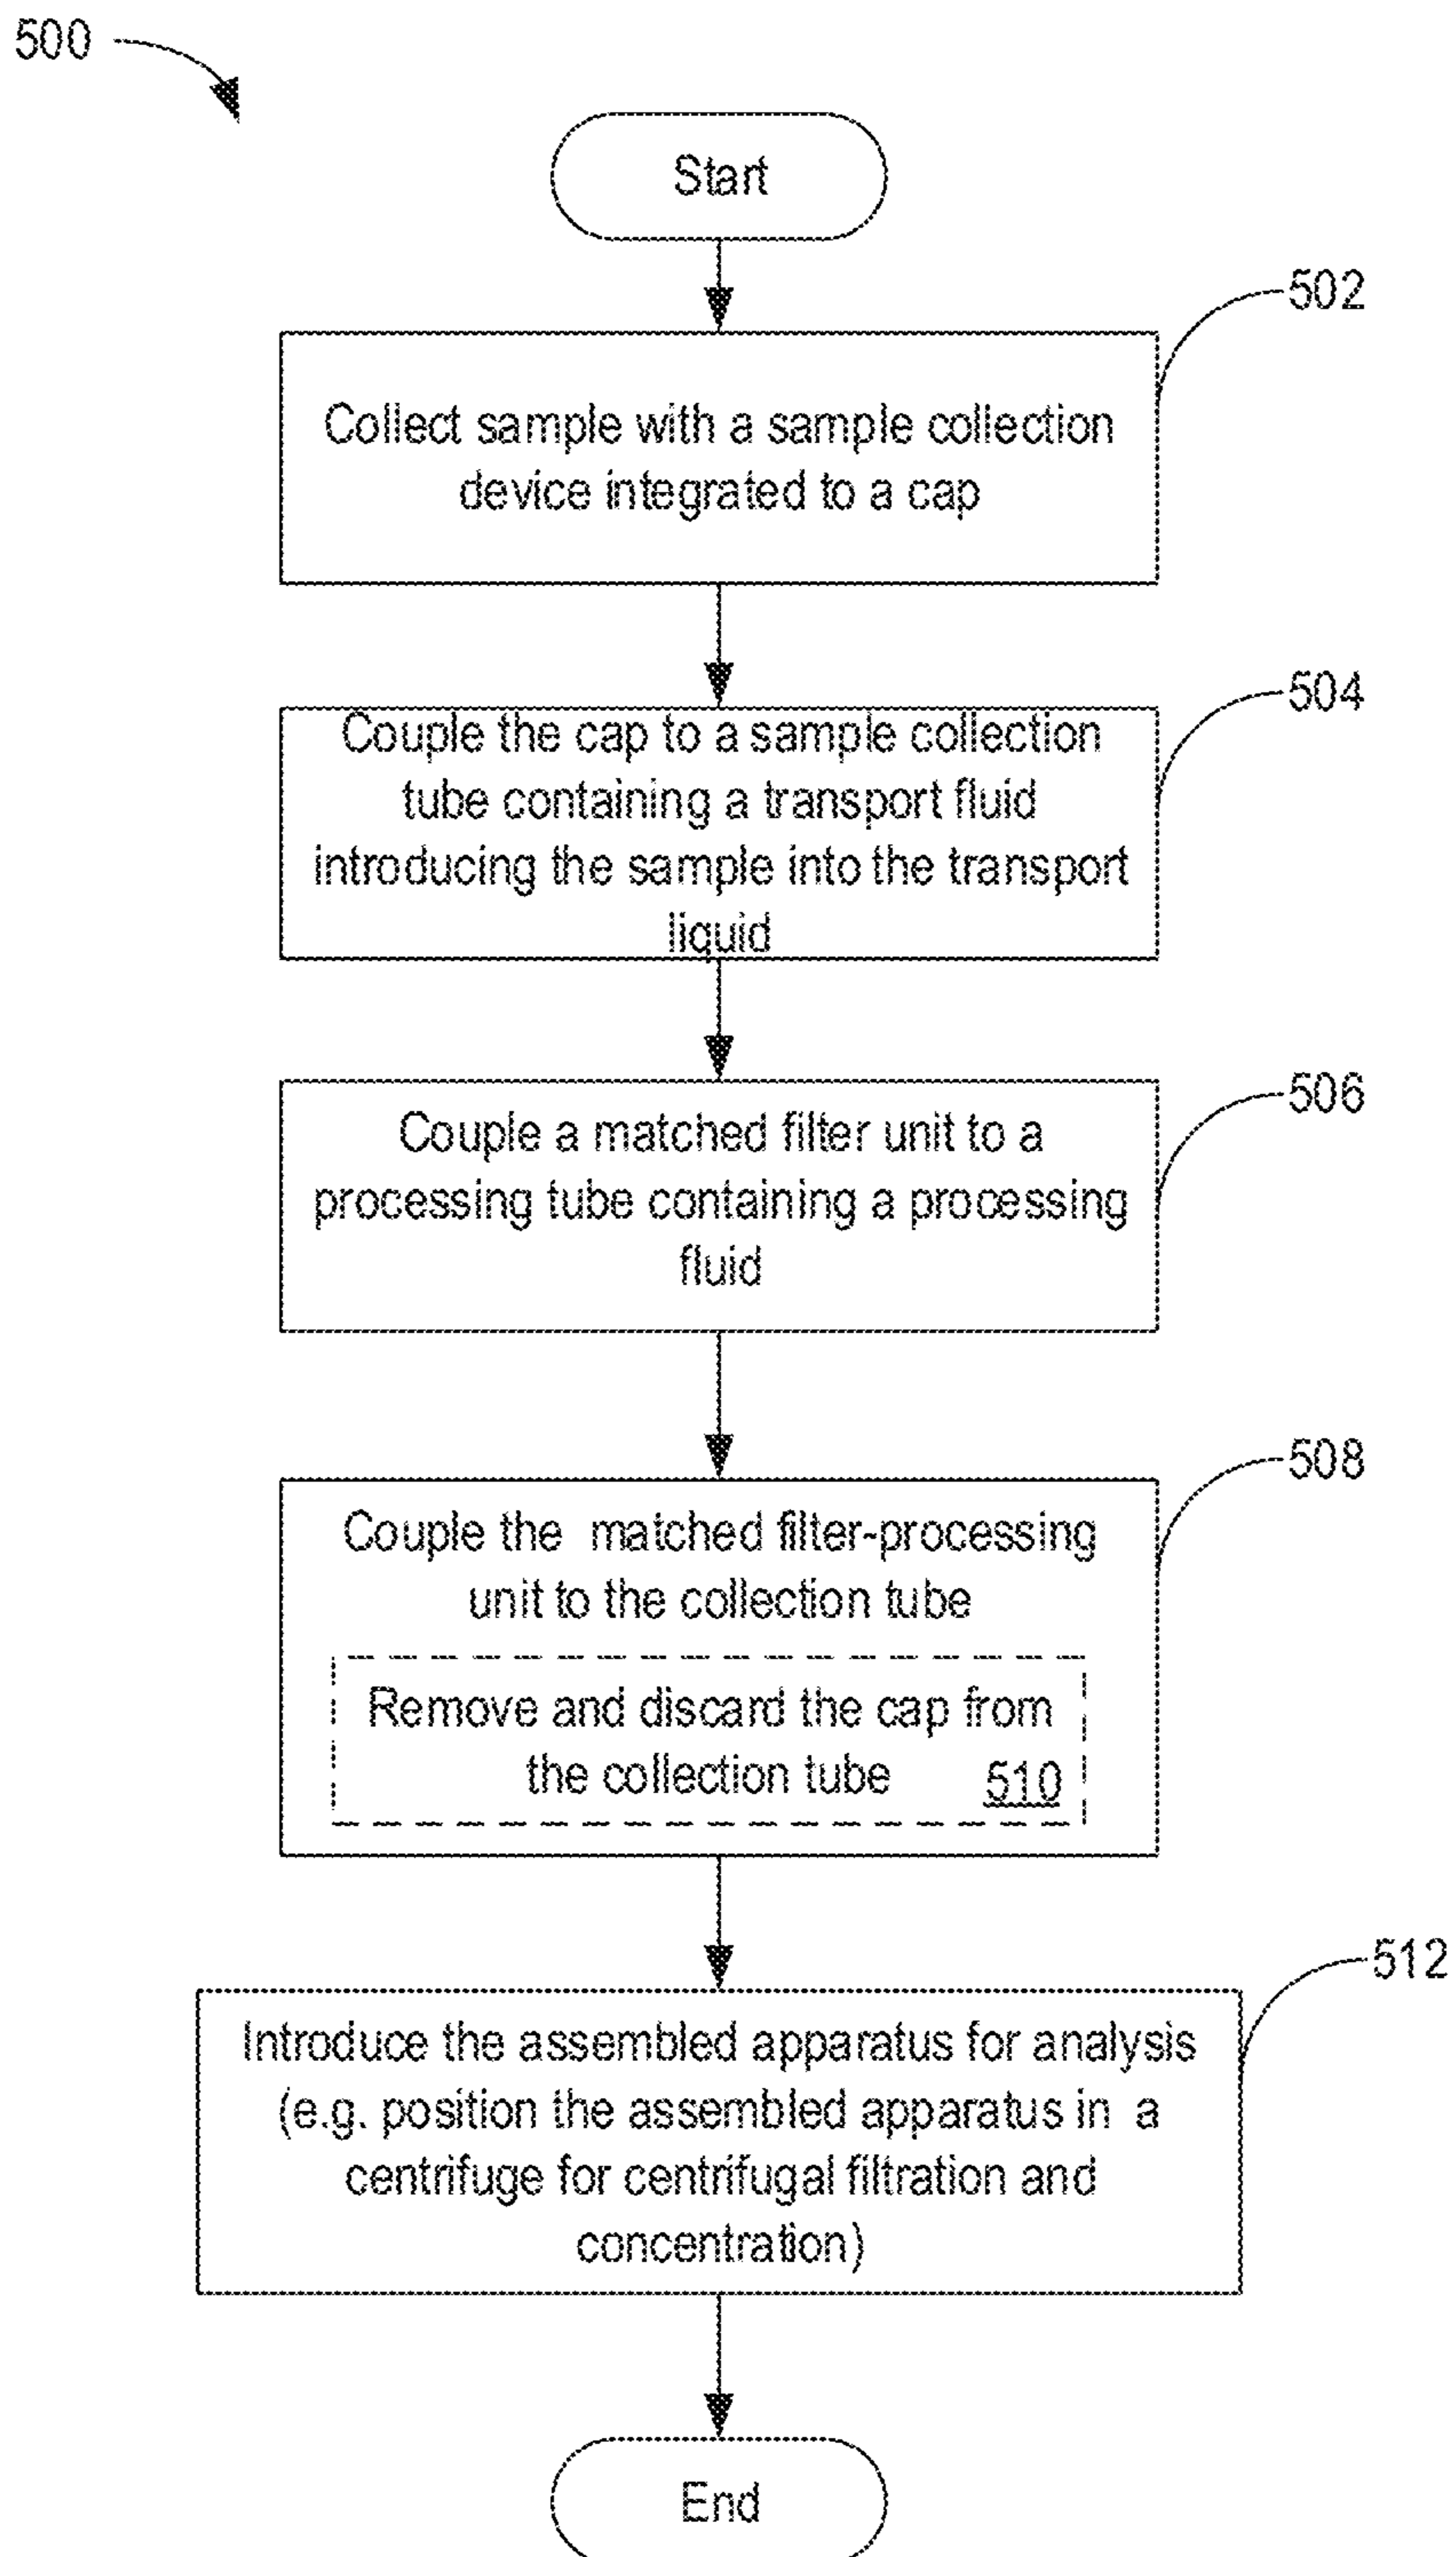 500
Start
502
Collect sample with a sample collection
device integrated to a cap
504
Couple the cap to a sample collection
tube containing a transport fluid
introducing the sample into the transport
liquid
506
Couple a matched filter unit to a
processing tube containing a processing
fluid
508
Couple the matched filter-processing
unit to the collection tube
Remove and discard the cap from
the collection tube 510
512
Introduce the assembled apparatus for analysis
(e.g. position the assembled apparatus in a
centrifuge for centrifugal filtration and
concentration)
End